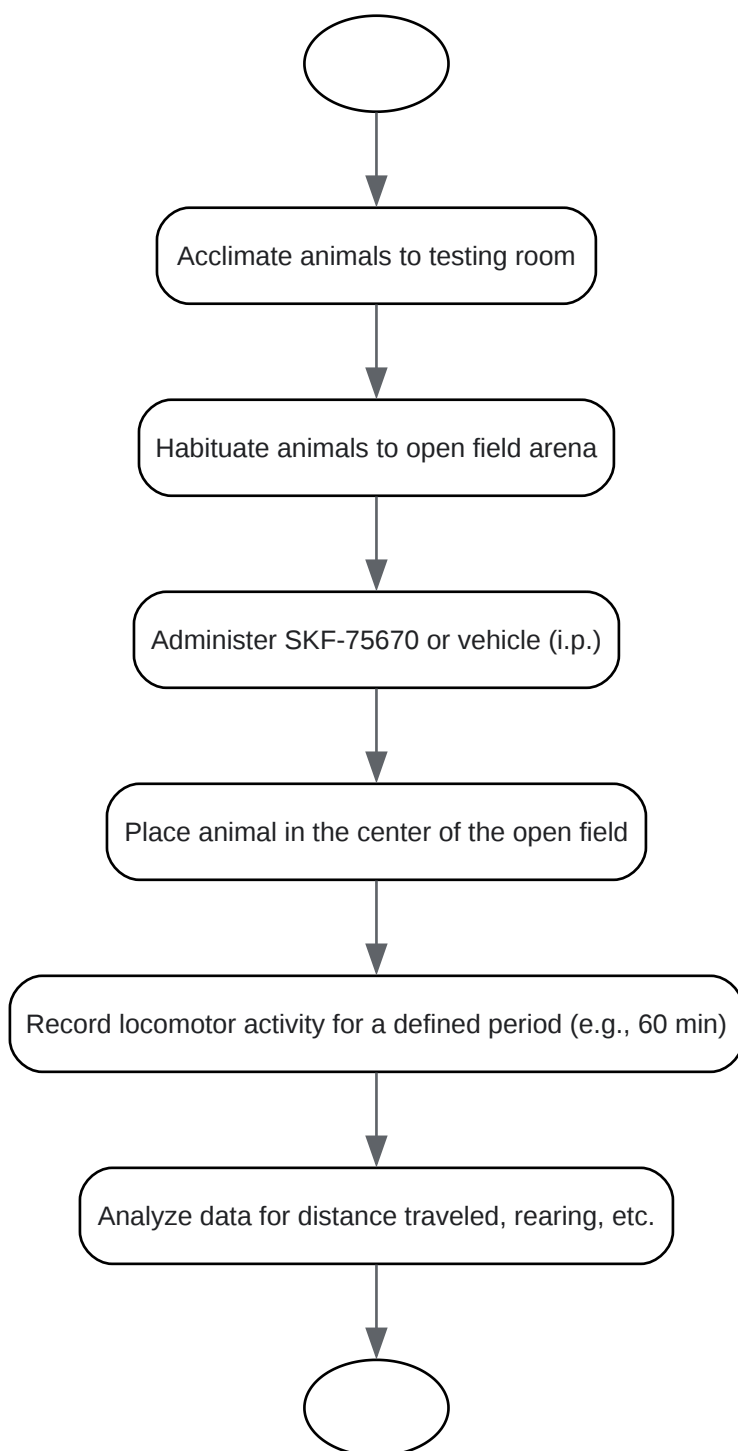 Acclimate animals to testing room
Habituate animals to open field arena
Administer SKF-75670 or vehicle (i.p.)
Place animal in the center of the open field
Record locomotor activity for a defined period (e.g., 60 min)
Analyze data for distance traveled, rearing, etc.